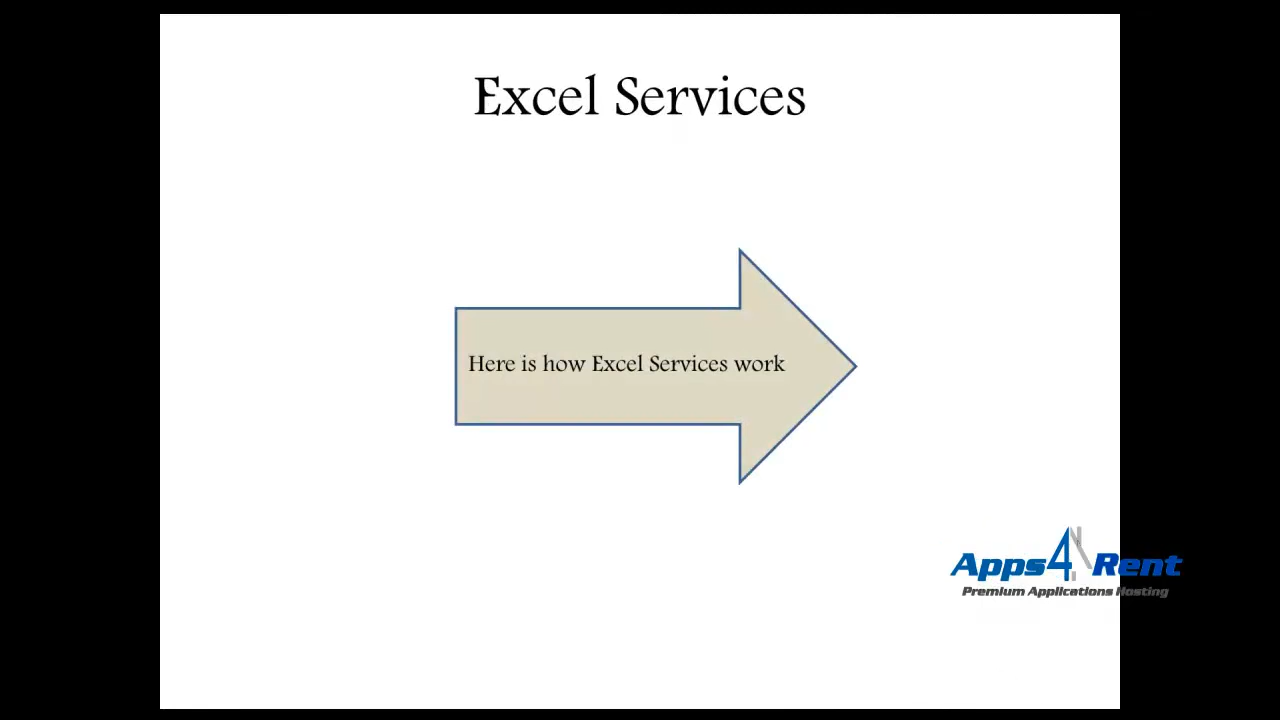 Excel Services
Here is how Excel Services work
Apps4Rent
Premium Applications Hosting